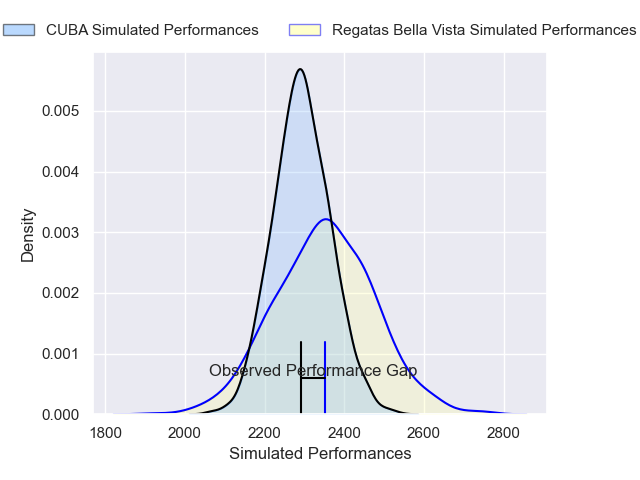 CUBA Simulated Performances
Regatas Bella Vista Simulated Performances
0.005
0.004
0.003
0.002
0.001
0.000
Density
Observed Performance Gap
1800 2000 2200 2400 2600 2800
Simulated Performances